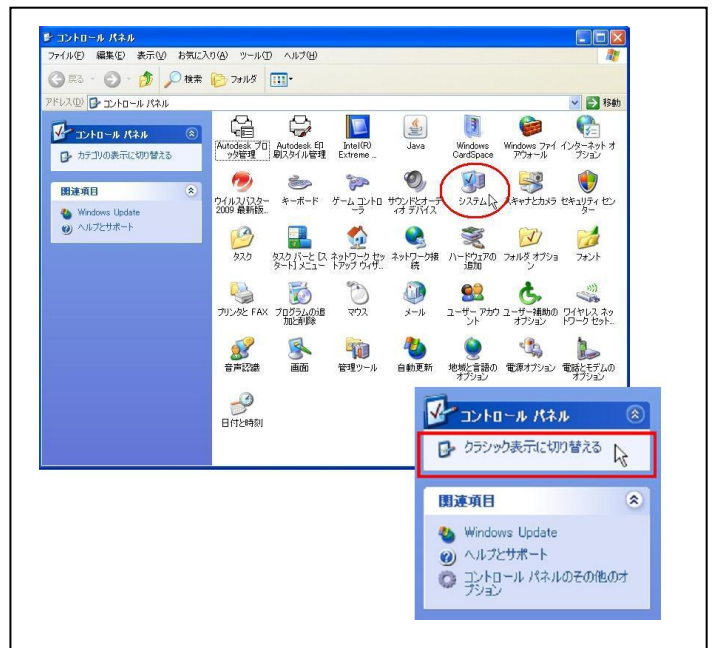 コントロール パネル
ファイル(F) 編集(E) 表示(V) お気に入り(A) ツール(T) ヘルプ(H)
戻る 検索 フォルダ
アドレス(D) コントロール パネル 移動
コントロール パネル
カテゴリの表示に切り替える
関連項目
Windows Update
ヘルプとサポート
Autodesk プロ
ッタ管理
Autodesk 印
刷スタイル管理
Intel(R)
Extreme ...
Java
Windows
CardSpace
Windows ファイ
アウォール
インターネット オ
プション
ウイルスバスター
2009 最新版...
キーボード
ゲーム コントロ
ーラ
サウンドとオーデ
ィオ デバイス
システム
スキャナとカメラ
セキュリティ セン
ター
タスク
タスク バーと [ス
タート] メニュー
ネットワーク セッ
トアップ ウィザ...
ネットワーク接
続
ハードウェアの
追加
フォルダ オプショ
ン
フォント
プリンタと FAX
プログラムの追
加と削除
マウス
メール
ユーザー アカウ
ント
ユーザー補助の
オプション
ワイヤレス ネッ
トワーク セット...
音声認識
画面
管理ツール
自動更新
地域と言語の
オプション
電源オプション
電話とモデムの
オプション
日付と時刻
コントロール パネル
クラシック表示に切り替える
関連項目
Windows Update
ヘルプとサポート
コントロール パネルのその他のオ
プション